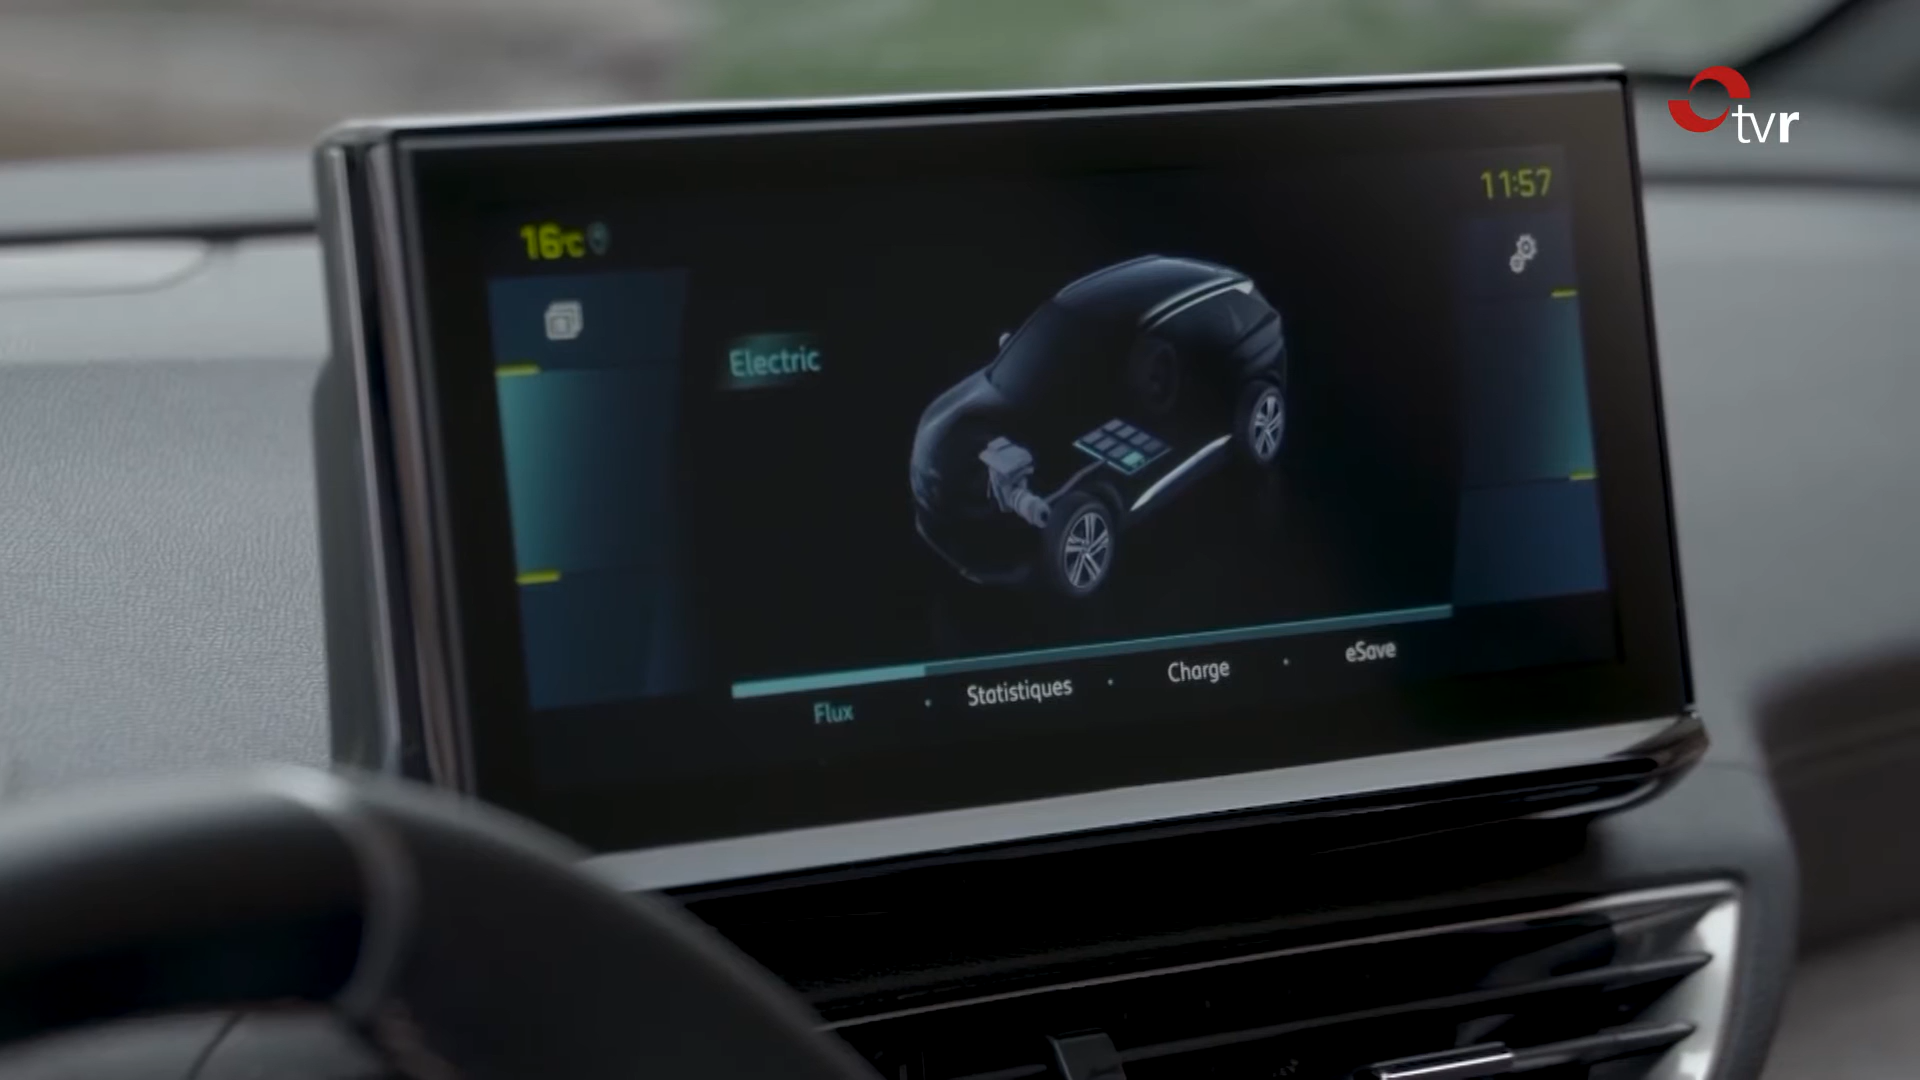 tvr
11:57
16°C
Electric
Flux · Statistiques · Charge · eSave